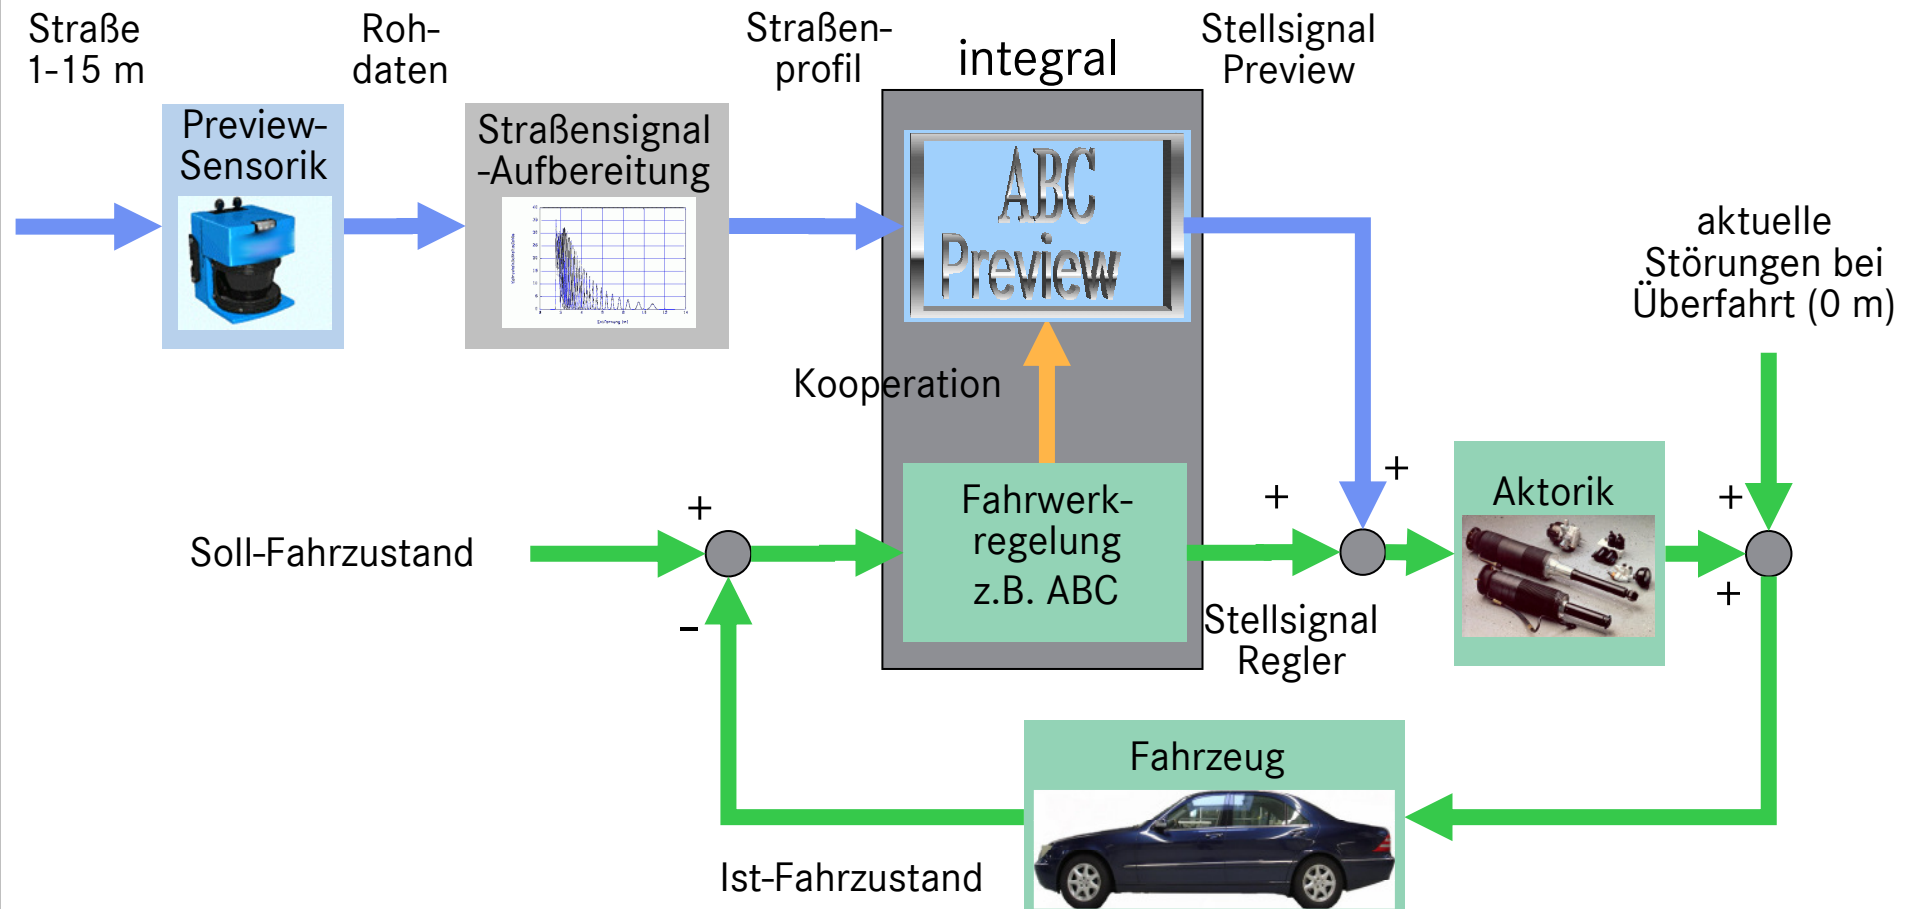 Straße
1-15 m
Roh-
daten
Straßen-
profil
integral
Stellsignal
Preview
Preview-
Sensorik
Straßensignal
-Aufbereitung
ABC
Preview
aktuelle
Störungen bei
Überfahrt (0 m)
Kooperation
+
+
+
+
+
-
Soll-Fahrzustand
Fahrwerk-
regelung
z.B. ABC
Aktorik
Stellsignal
Regler
Fahrzeug
Ist-Fahrzustand